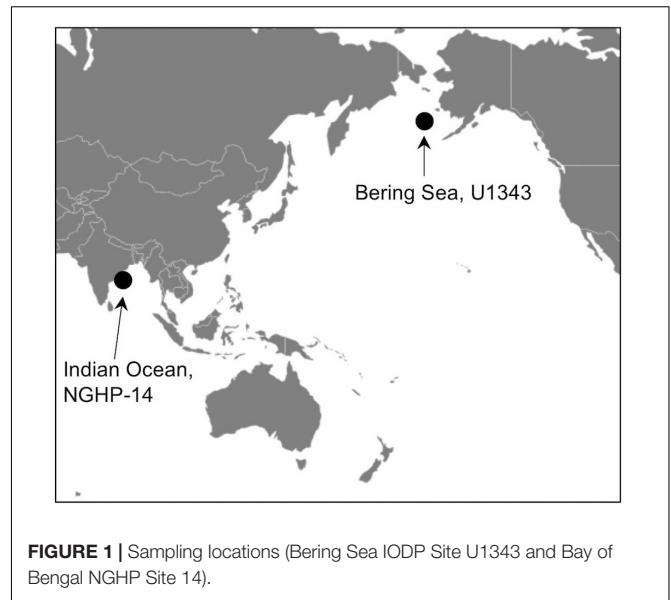 Bering Sea, U1343
Indian Ocean,
NGHP-14
FIGURE 1 | Sampling locations (Bering Sea IODP Site U1343 and Bay of
Bengal NGHP Site 14).